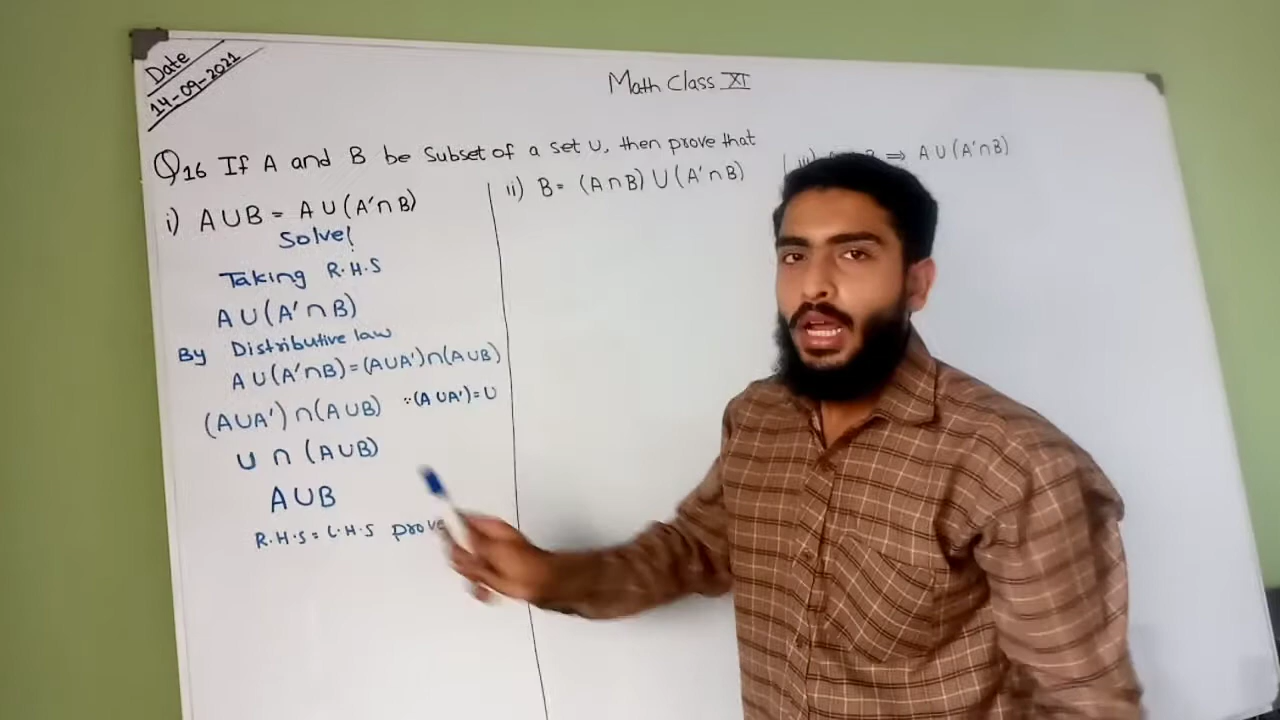 Date
14-09-2021
Math Class XI
Q16 If A and B be Subset of a set U, then prove that
i) A∪B = A∪(A'∩B)
Solve!
Taking R.H.S
A∪(A'∩B)
By Distributive law
A∪(A'∩B)=(A∪A')∩(A∪B)
(A∪A')∩(A∪B) ∵(A∪A')=U
U ∩ (A∪B)
A∪B
R.H.S = L.H.S prove
ii) B= (A∩B)∪(A'∩B)
B ⇒ A∪(A'∩B)